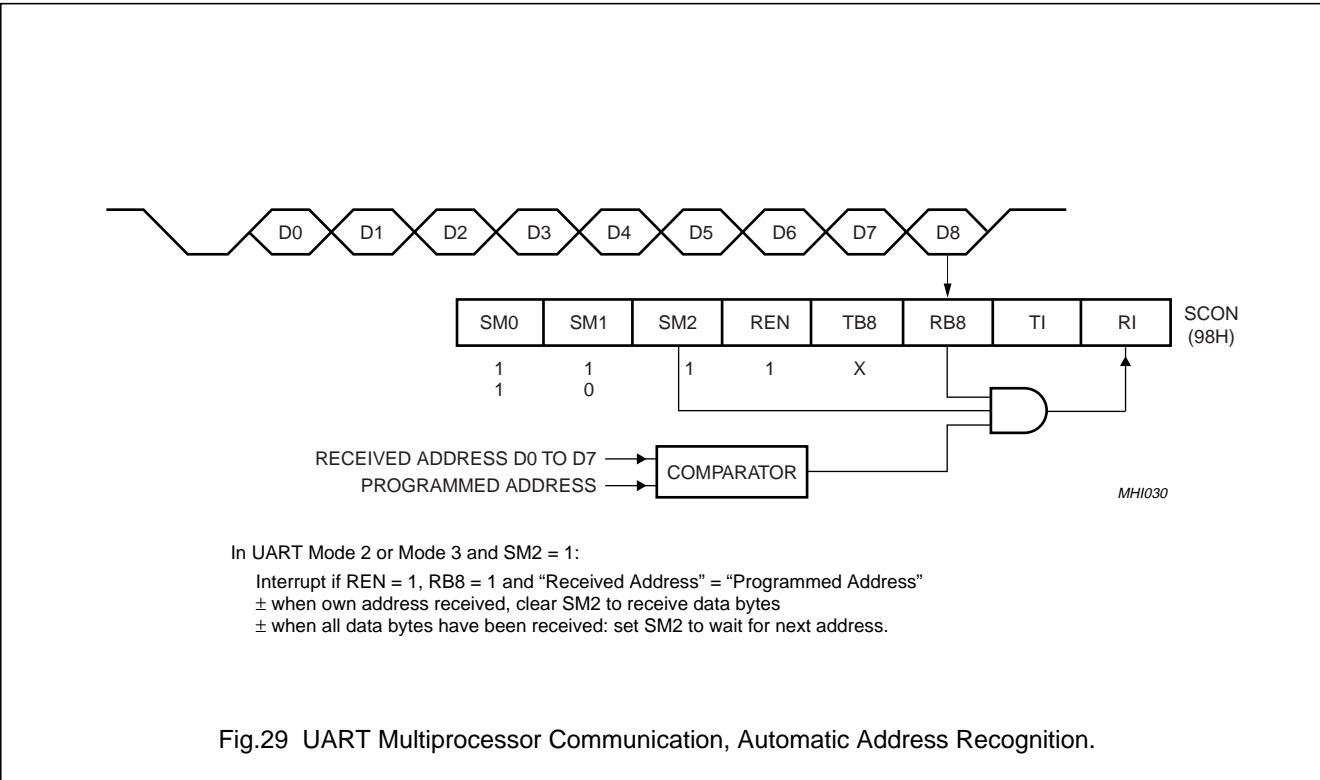 D0 D1 D2 D3 D4 D5 D6 D7 D8
SM0 SM1 SM2 REN TB8 RB8 TI RI SCON
(98H)
1 1 1 1 X
1 0
RECEIVED ADDRESS D0 TO D7
PROGRAMMED ADDRESS
COMPARATOR
MHI030
In UART Mode 2 or Mode 3 and SM2 = 1:
Interrupt if REN = 1, RB8 = 1 and “Received Address” = “Programmed Address”
± when own address received, clear SM2 to receive data bytes
± when all data bytes have been received: set SM2 to wait for next address.
Fig.29 UART Multiprocessor Communication, Automatic Address Recognition.